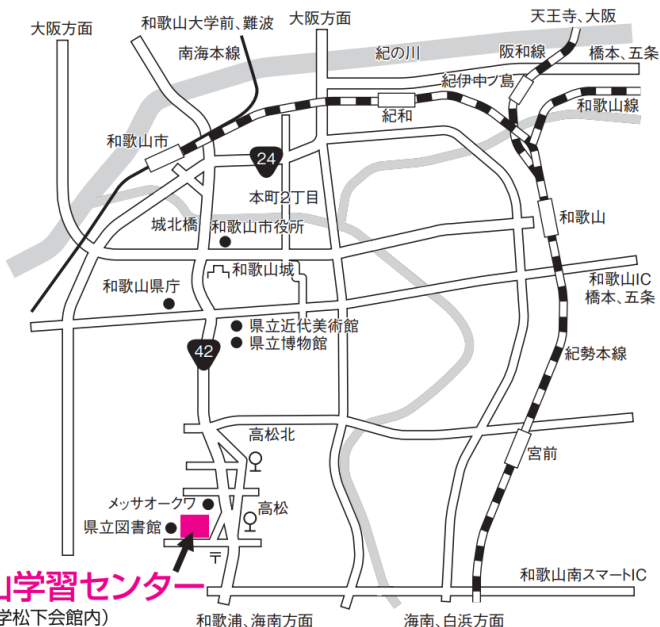 大阪方面
和歌山大学前、難波
大阪方面
天王寺、大阪
南海本線
紀の川
阪和線
橋本、五条
紀伊中ノ島
紀和
和歌山線
和歌山市
24
本町2丁目
城北橋
和歌山市役所
和歌山
和歌山城
和歌山県庁
和歌山IC
橋本、五条
県立近代美術館
県立博物館
42
紀勢本線
高松北
宮前
メッサオークワ
高松
県立図書館
〒
和歌山南スマートIC
山学習センター
学松下会館内）
和歌浦、海南方面
海南、白浜方面